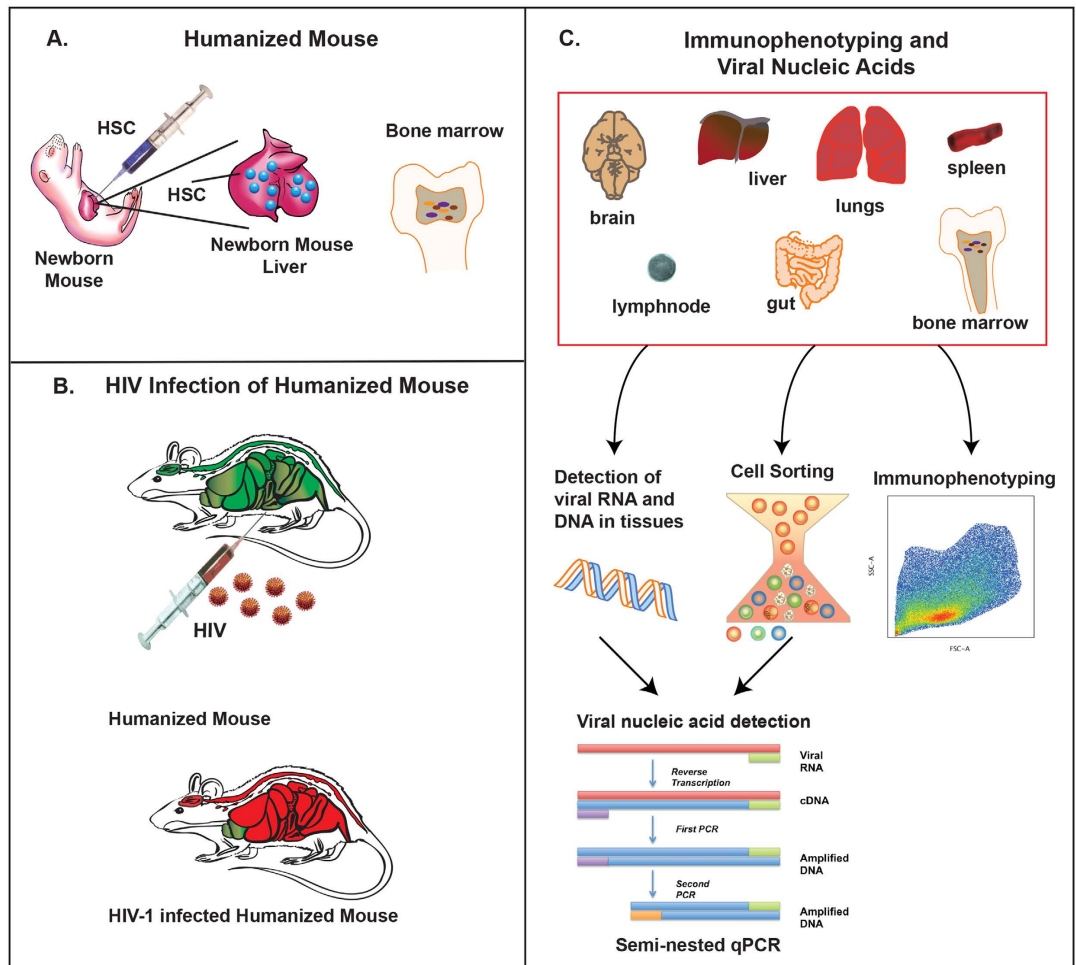 A.
Humanized Mouse
HSC
HSC
Bone marrow
Newborn
Mouse
Newborn Mouse
Liver
B.
HIV Infection of Humanized Mouse
HIV
Humanized Mouse
HIV-1 infected Humanized Mouse
C.
Immunophenotyping and
Viral Nucleic Acids
brain
liver
lungs
spleen
lymphnode
gut
bone marrow
Detection of
viral RNA and
DNA in tissues
Cell Sorting
Immunophenotyping
SSC-A
FSC-A
Viral nucleic acid detection
Viral
RNA
Reverse
Transcription
cDNA
First PCR
Amplified
DNA
Second
PCR
Amplified
DNA
Semi-nested qPCR